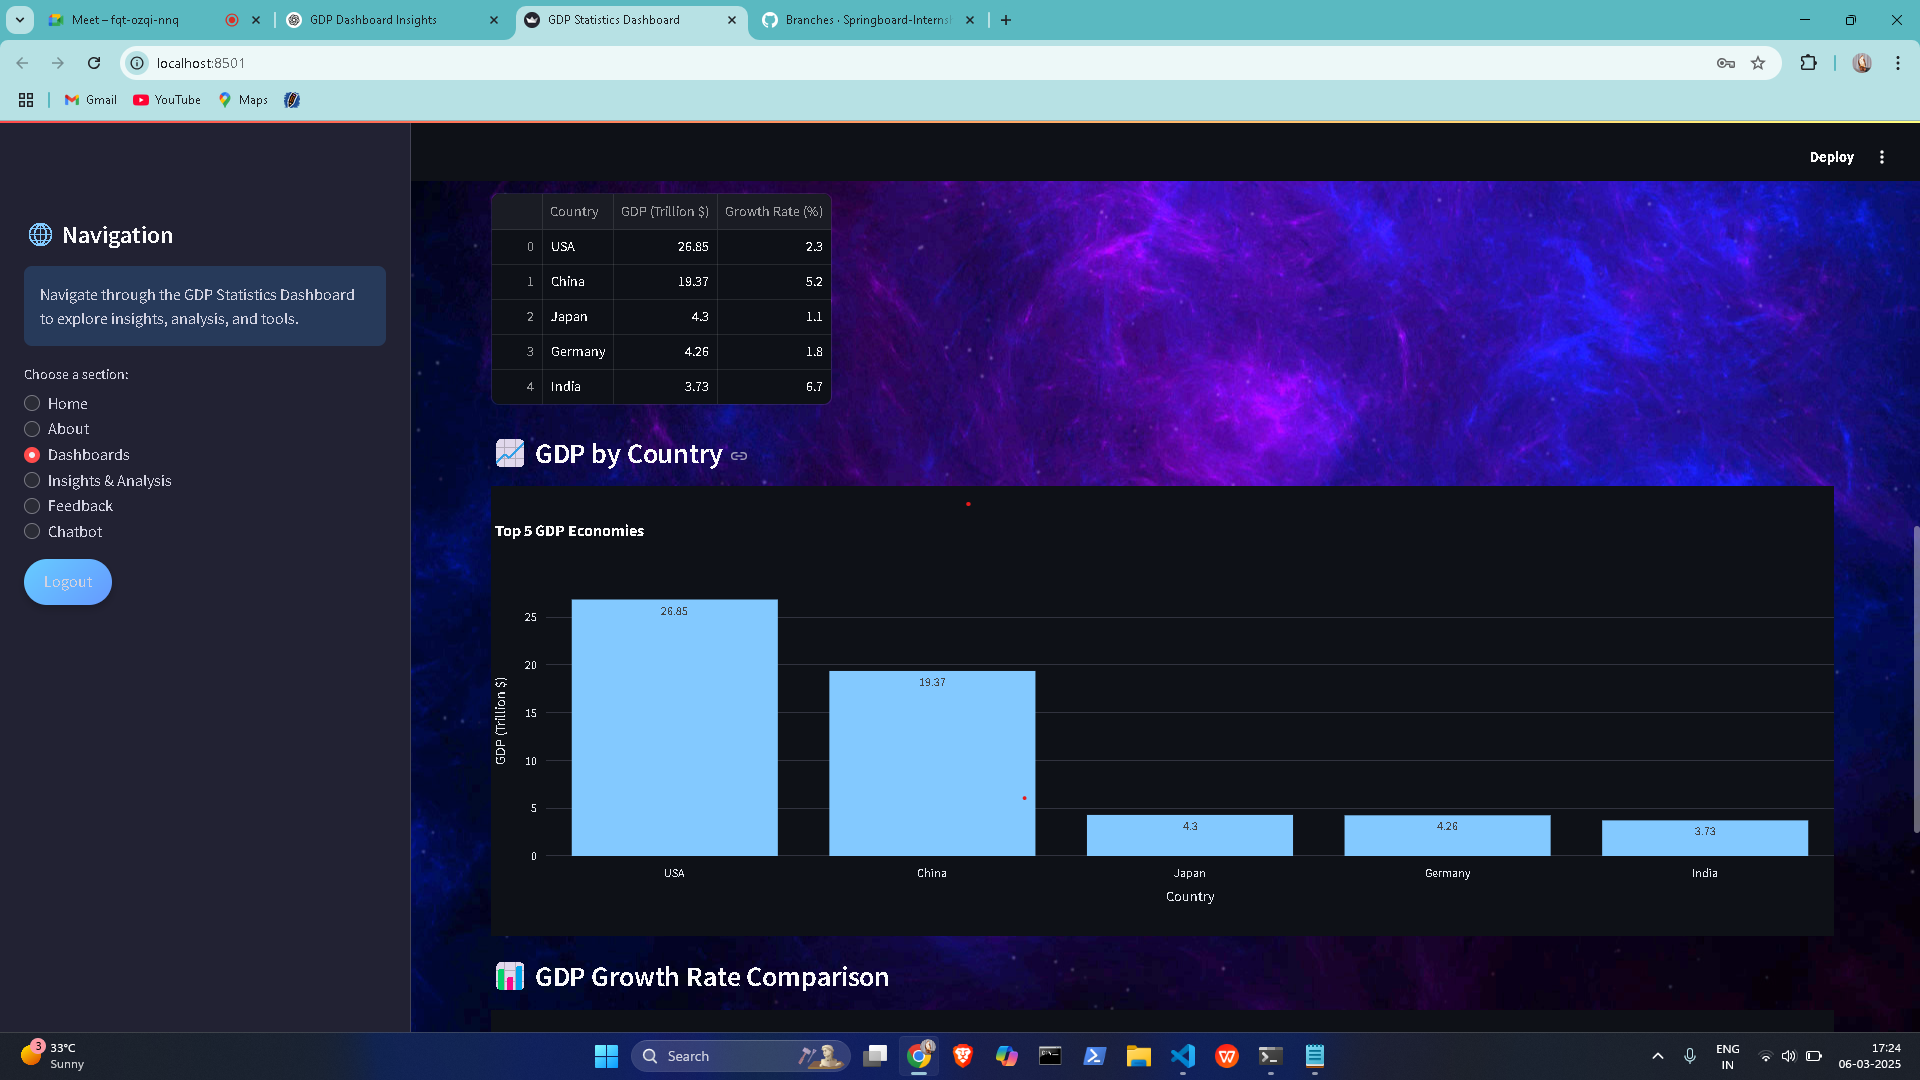 Meet – fqt-ozqi-nnq
GDP Dashboard Insights
GDP Statistics Dashboard
Branches · Springboard-Interns
localhost:8501
Gmail
YouTube
Maps
Deploy
Navigation
Navigate through the GDP Statistics Dashboard
to explore insights, analysis, and tools.
Choose a section:
Home
About
Dashboards
Insights & Analysis
Feedback
Chatbot
Logout
Country GDP (Trillion $) Growth Rate (%)
0 USA 26.85 2.3
1 China 19.37 5.2
2 Japan 4.3 1.1
3 Germany 4.26 1.8
4 India 3.73 6.7
GDP by Country
Top 5 GDP Economies
GDP (Trillion $)
25
20
15
10
5
0
26.85
19.37
4.3
4.26
3.73
USA China Japan Germany India
Country
GDP Growth Rate Comparison
3
33°C
Sunny
Search
ENG
IN
17:24
06-03-2025